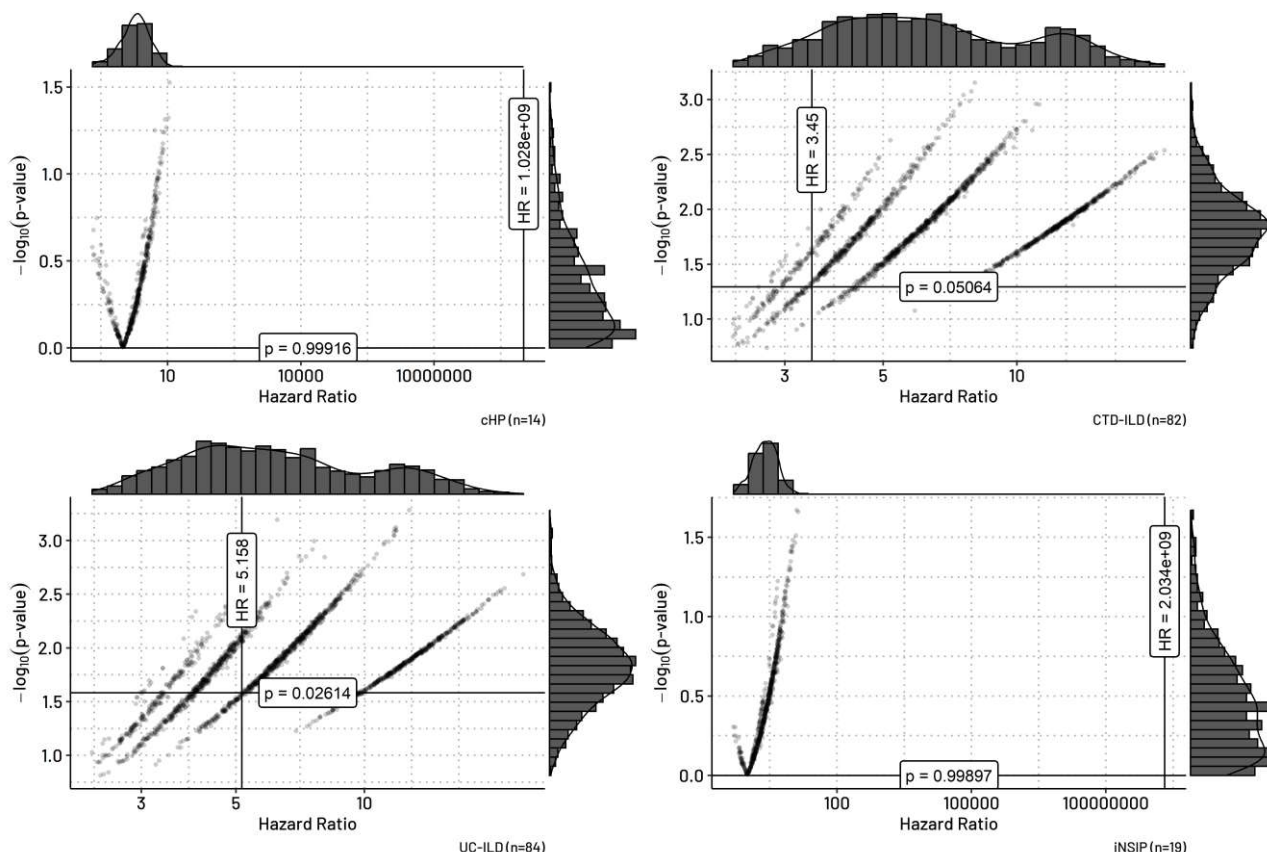 1.5
1.0
0.5
0.0
−log10(p-value)
HR = 1.028e+09
p = 0.99916
10
10000
10000000
Hazard Ratio
cHP (n=14)
3.0
2.5
2.0
1.5
1.0
−log10(p-value)
HR = 3.45
p = 0.05064
3
5
10
Hazard Ratio
CTD-ILD (n=82)
3.0
2.5
2.0
1.5
1.0
−log10(p-value)
HR = 5.158
p = 0.02614
3
5
10
Hazard Ratio
UC-ILD (n=84)
1.5
1.0
0.5
0.0
−log10(p-value)
HR = 2.034e+09
p = 0.99897
100
100000
100000000
Hazard Ratio
iNSIP (n=19)